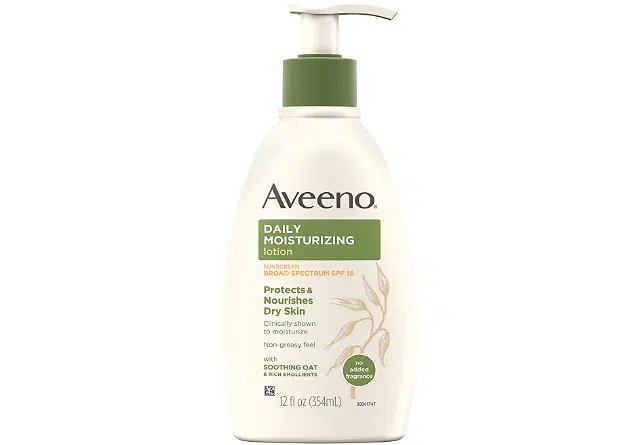 Aveeno®
DAILY
MOISTURIZING
lotion
SUNSCREEN
BROAD SPECTRUM SPF 15
Protects &
Nourishes
Dry Skin
Clinically shown
to moisturize
Non-greasy feel
with
SOOTHING OAT
& RICH EMOLLIENTS
no
added
fragrance
12 fl oz (354mL)